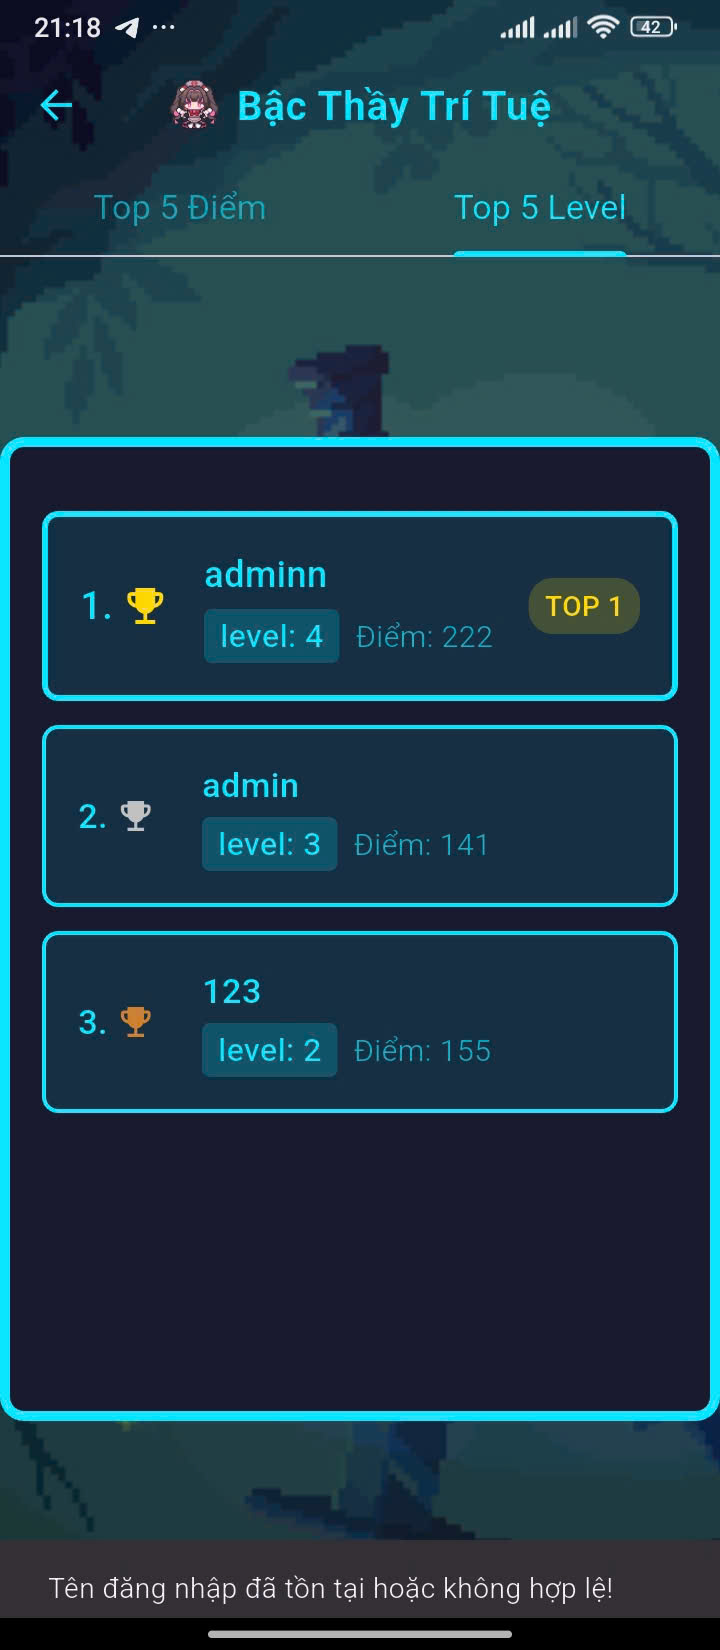 21:18
42
Bậc Thầy Trí Tuệ
Top 5 Điểm
Top 5 Level
1.
adminn
level: 4
Điểm: 222
TOP 1
2.
admin
level: 3
Điểm: 141
3.
123
level: 2
Điểm: 155
Tên đăng nhập đã tồn tại hoặc không hợp lệ!